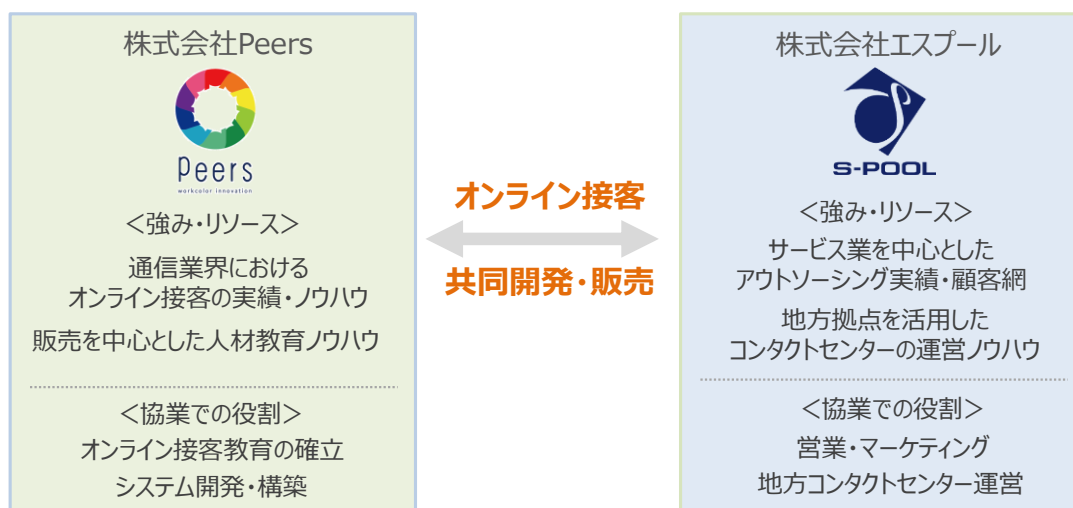 株式会社Peers
Peers
workcolor innovation
＜強み・リソース＞
通信業界における
オンライン接客の実績・ノウハウ
販売を中心とした人材教育ノウハウ
＜協業での役割＞
オンライン接客教育の確立
システム開発・構築
オンライン接客
共同開発・販売
株式会社エスプール
S-POOL
＜強み・リソース＞
サービス業を中心とした
アウトソーシング実績・顧客網
地方拠点を活用した
コンタクトセンターの運営ノウハウ
＜協業での役割＞
営業・マーケティング
地方コンタクトセンター運営